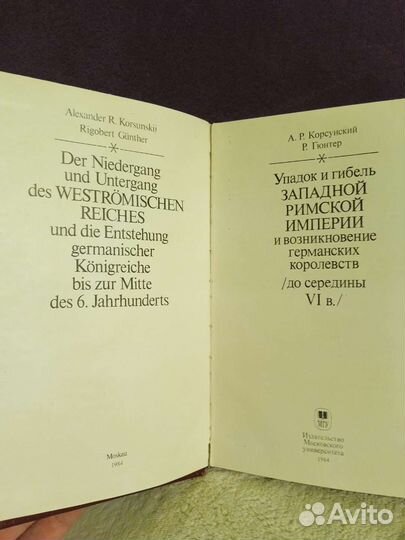 Alexander R. Korsunskij
Rigobert Günther
Der Niedergang
und Untergang
des WESTRÖMISCHEN
REICHES
und die Entstehung
germanischer
Königreiche
bis zur Mitte
des 6. Jahrhunderts
Moskau
1984
А. Р. Корсунский
Р. Гюнтер
Упадок и гибель
ЗАПАДНОЙ
РИМСКОЙ
ИМПЕРИИ
и возникновение
германских
королевств
/до середины
VI в./
МГУ
Издательство
Московского
университета
1984
Avito